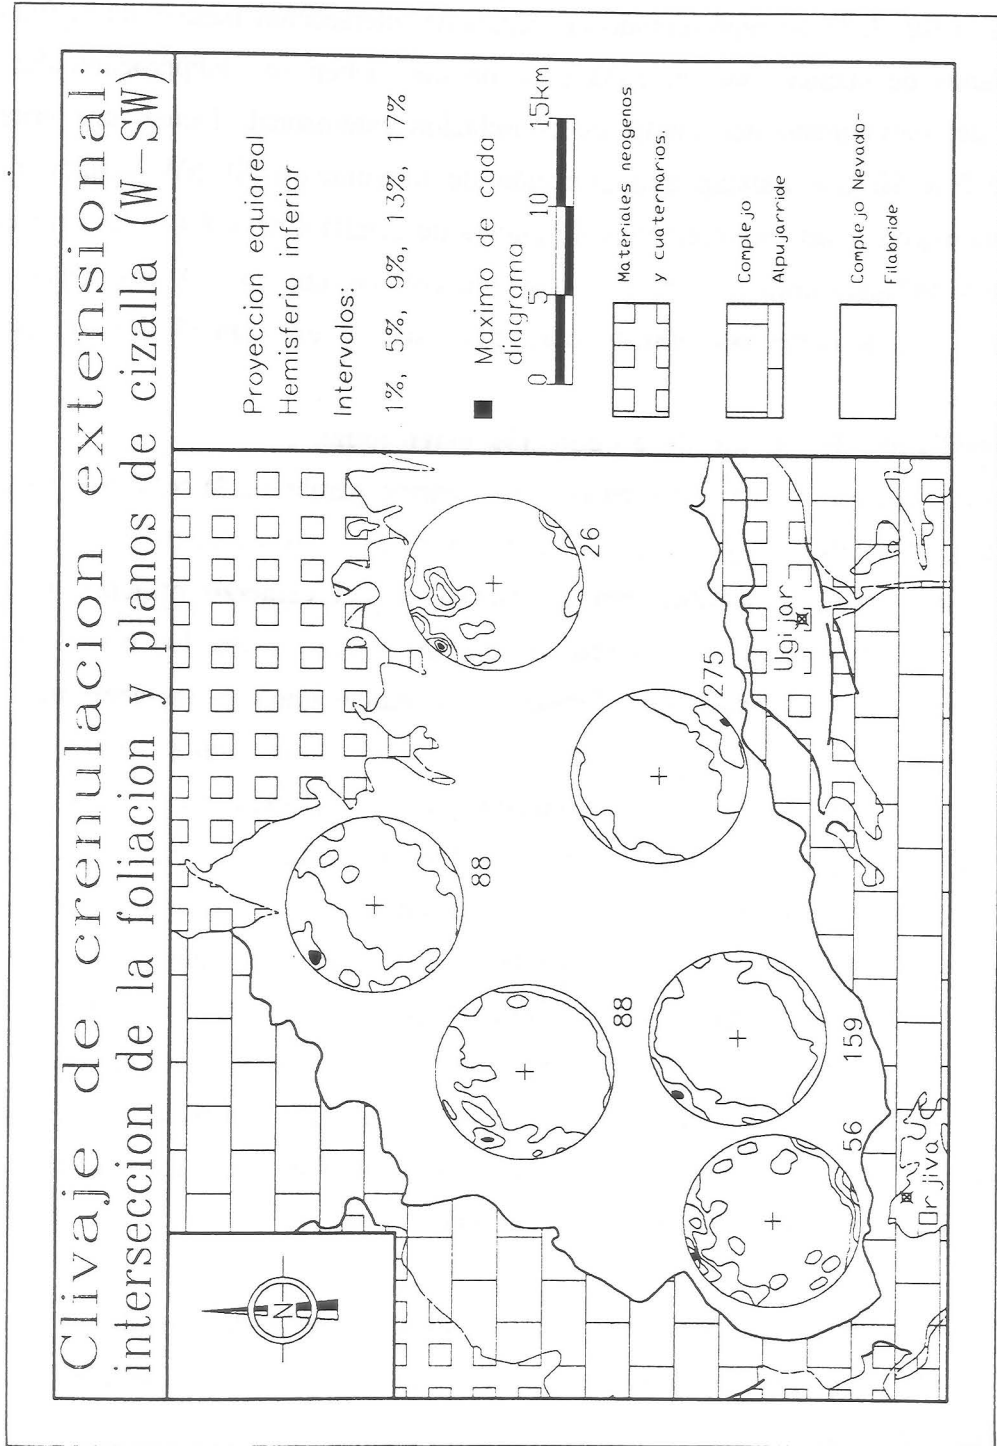 Clivaje de crenulacion extensional:
interseccion de la foliacion y planos de cizalla (W-SW)
N
Proyeccion equiareal
Hemisferio inferior
Intervalos:
1%, 5%, 9%, 13%, 17%
Maximo de cada
diagrama
0 5 10 15km
Materiales neogenos
y cuaternarios.
Complejo
Alpujarride
Complejo Nevado-
Filabride
88
26
88
275
159
56
Ugijar
Orjiva